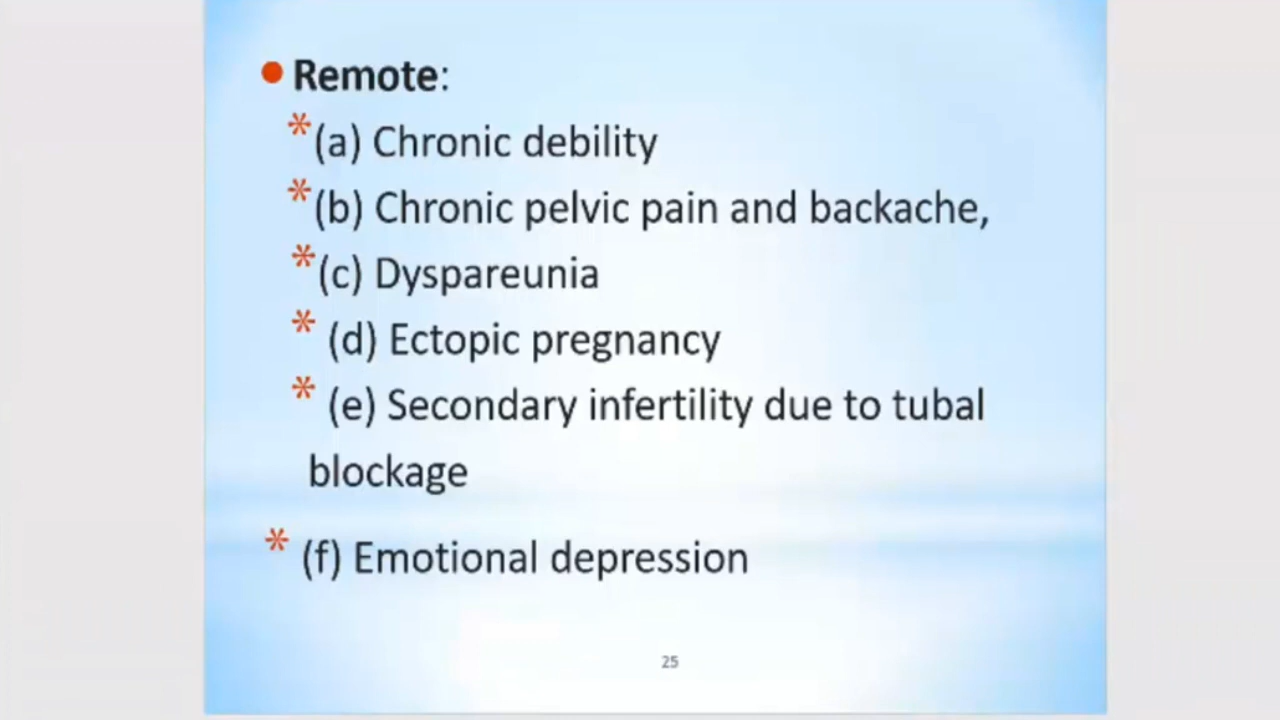 Remote:
(a) Chronic debility
(b) Chronic pelvic pain and backache,
(c) Dyspareunia
(d) Ectopic pregnancy
(e) Secondary infertility due to tubal
blockage
(f) Emotional depression
25